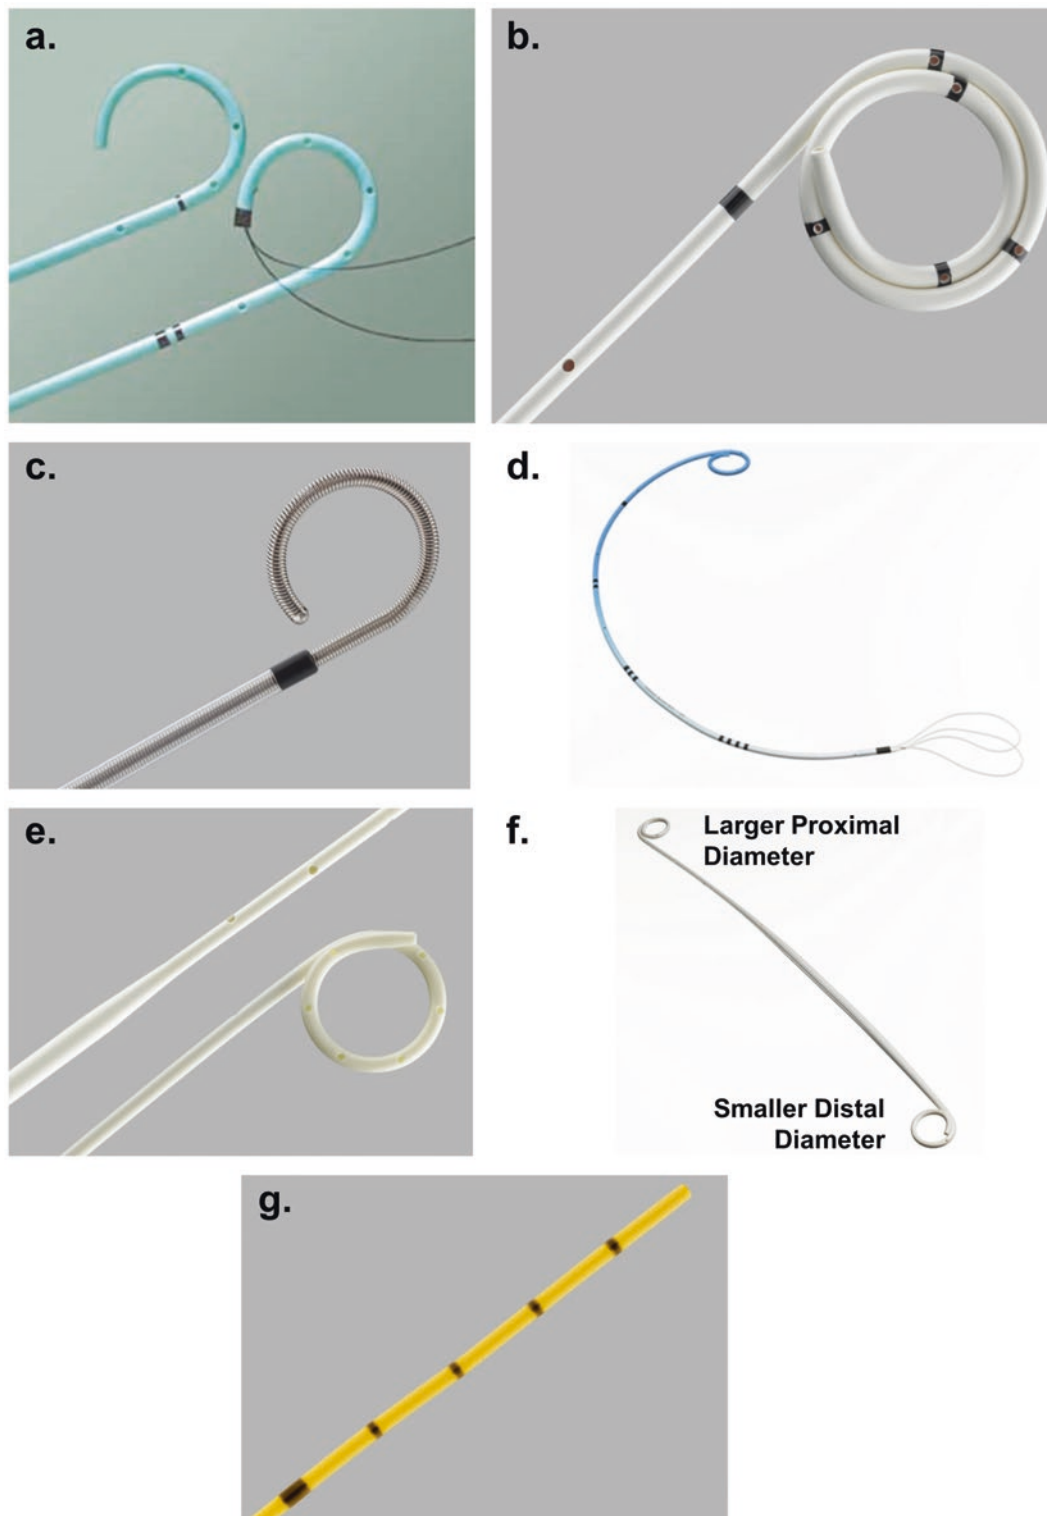 a.
b.
c.
d.
e.
f.
Larger Proximal
Diameter
Smaller Distal
Diameter
g.